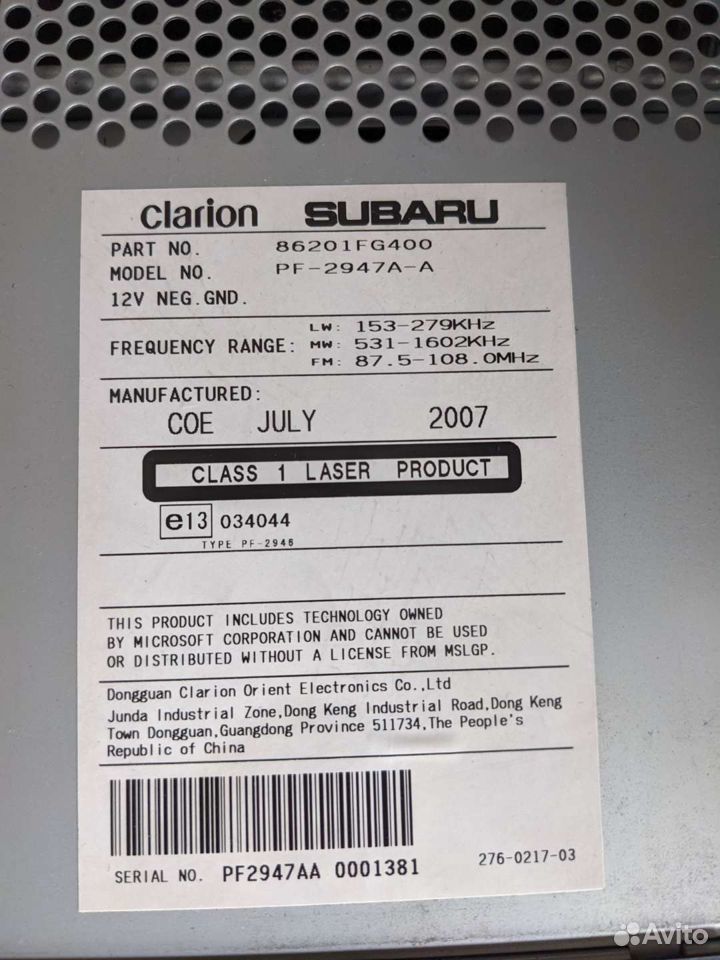 clarion SUBARU
PART NO. 86201FG400
MODEL NO. PF-2947A-A
12V NEG.GND.
FREQUENCY RANGE: LW: 153-279KHz
MW: 531-1602KHz
FM: 87.5-108.0MHz
MANUFACTURED:
COE JULY 2007
CLASS 1 LASER PRODUCT
e13 034044
TYPE PF-2946
THIS PRODUCT INCLUDES TECHNOLOGY OWNED
BY MICROSOFT CORPORATION AND CANNOT BE USED
OR DISTRIBUTED WITHOUT A LICENSE FROM MSLGP.
Dongguan Clarion Orient Electronics Co.,Ltd
Junda Industrial Zone,Dong Keng Industrial Road,Dong Keng
Town Dongguan,Guangdong Province 511734,The People's
Republic of China
SERIAL NO. PF2947AA 0001381
276-0217-03
Avito